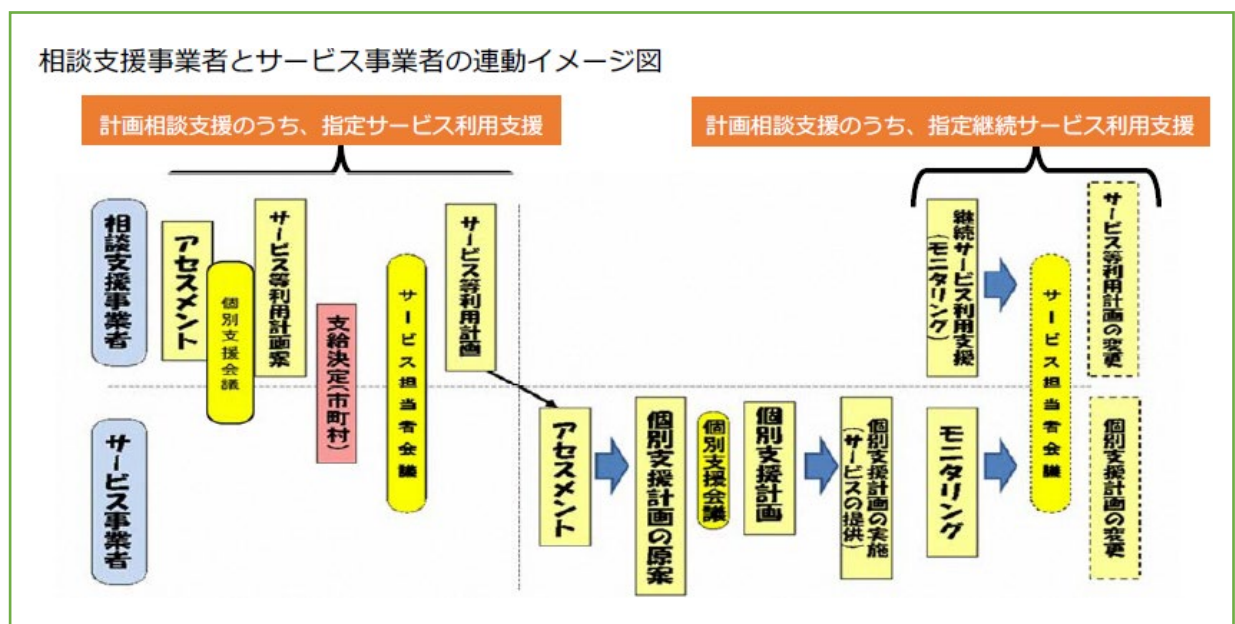 相談支援事業者とサービス事業者の連動イメージ図
計画相談支援のうち、指定サービス利用支援
計画相談支援のうち、指定継続サービス利用支援
相談支援事業者
アセスメント
個別支援会議
サービス等利用計画案
支給決定(市町村)
サービス担当者会議
サービス等利用計画
継続サービス利用支援
(モニタリング)
サービス担当者会議
サービス等利用計画の変更
サービス事業者
アセスメント
個別支援計画の原案
個別支援会議
個別支援計画
個別支援計画の実施
(サービスの提供)
モニタリング
個別支援計画の変更